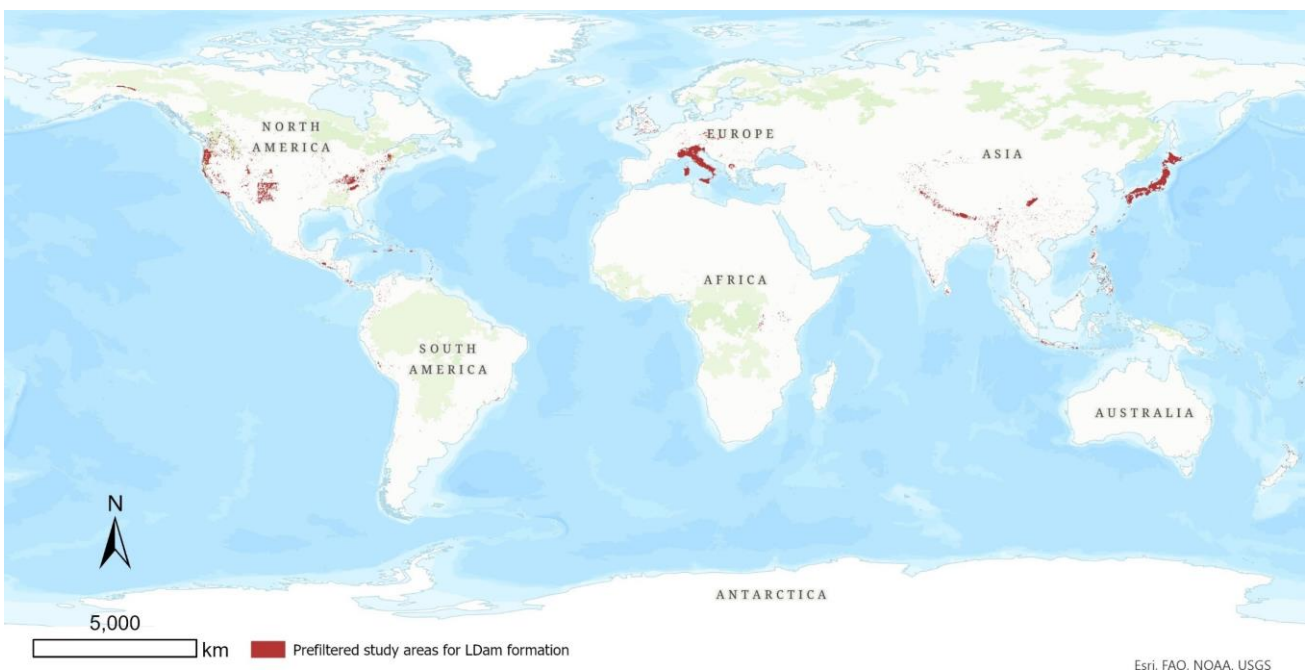 NORTH
AMERICA
EUROPE
ASIA
AFRICA
SOUTH
AMERICA
AUSTRALIA
N
ANTARCTICA
5,000
km
Prefiltered study areas for LDam formation
Esri, FAO, NOAA, USGS